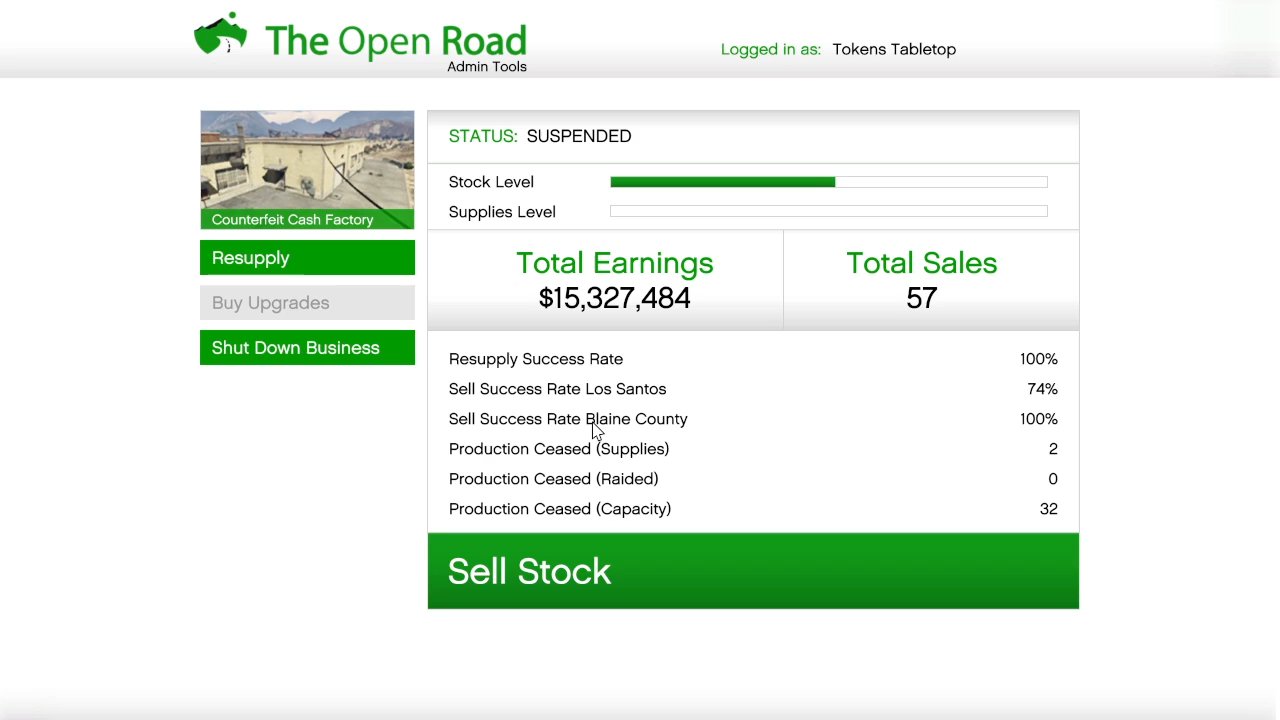 The Open Road
Admin Tools
Logged in as: Tokens Tabletop
Counterfeit Cash Factory
Resupply
Buy Upgrades
Shut Down Business
STATUS: SUSPENDED
Stock Level
Supplies Level
Total Earnings
$15,327,484
Total Sales
57
Resupply Success Rate 100%
Sell Success Rate Los Santos 74%
Sell Success Rate Blaine County 100%
Production Ceased (Supplies) 2
Production Ceased (Raided) 0
Production Ceased (Capacity) 32
Sell Stock